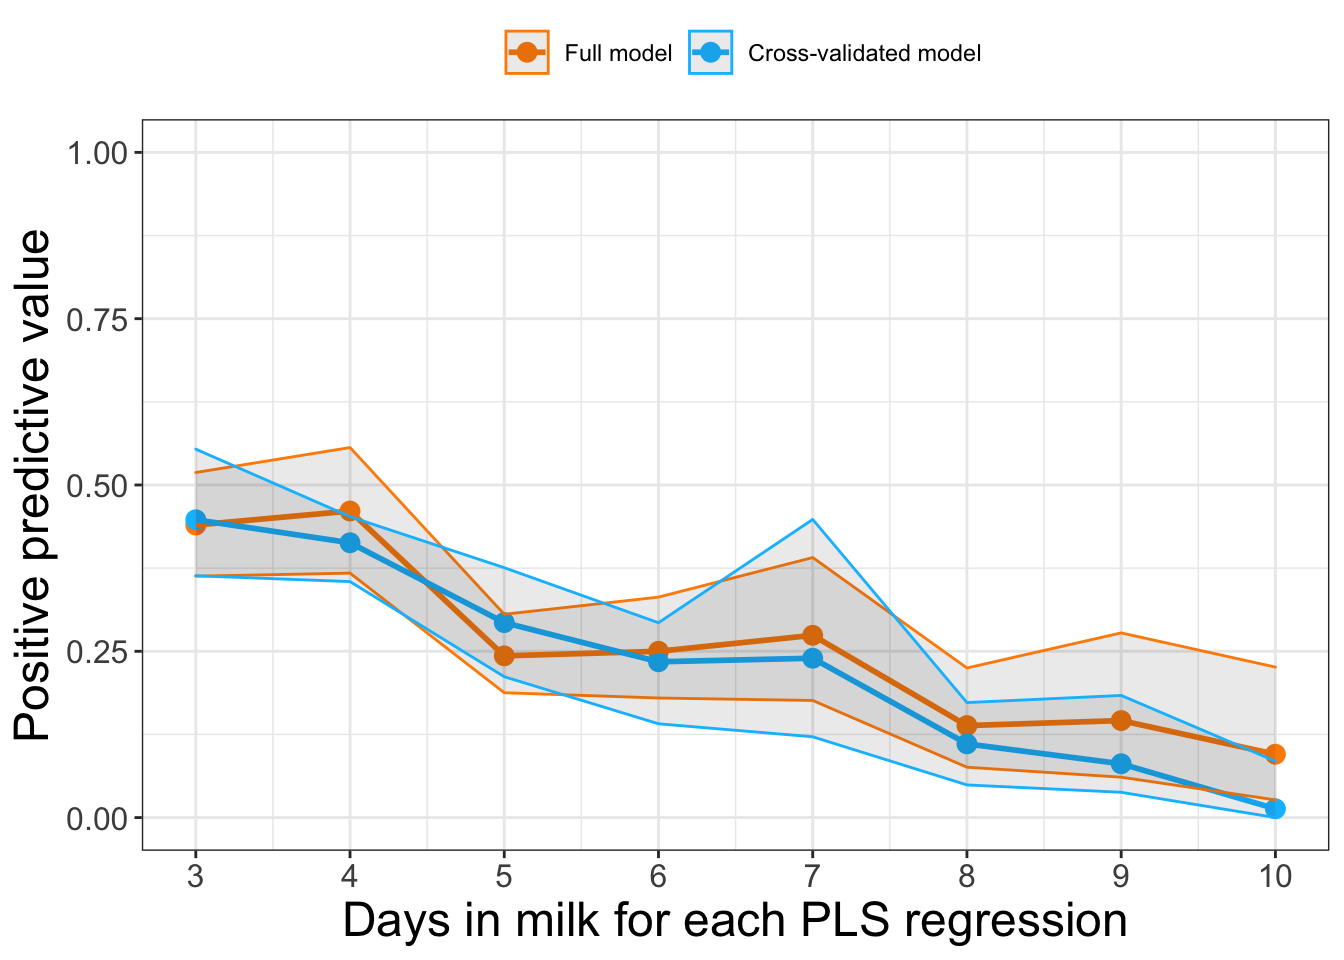 Full model
Cross-validated model
Positive predictive value
1.00
0.75
0.50
0.25
0.00
3 4 5 6 7 8 9 10
Days in milk for each PLS regression